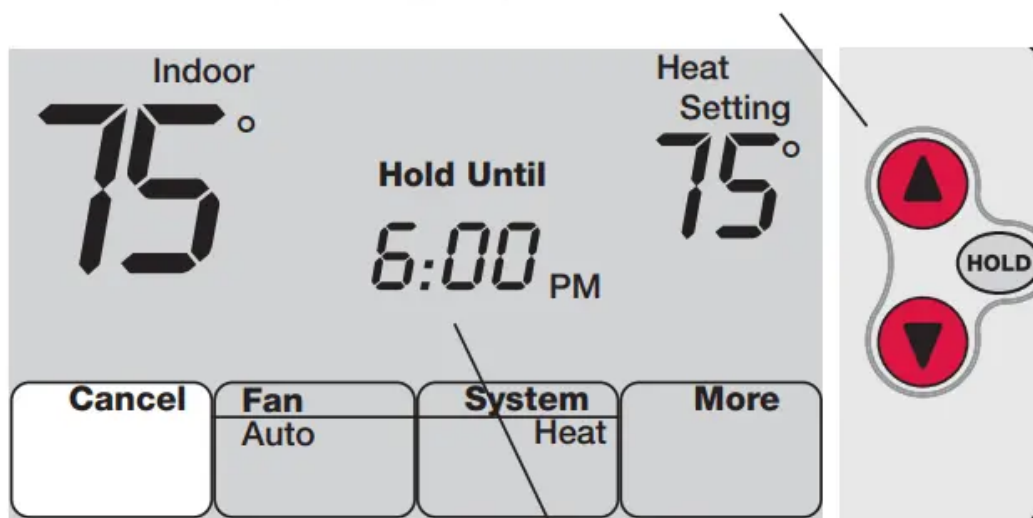 Indoor
75°
Heat
Setting
75°
Hold Until
6:00 PM
HOLD
Cancel
Fan
System
More
Auto
Heat